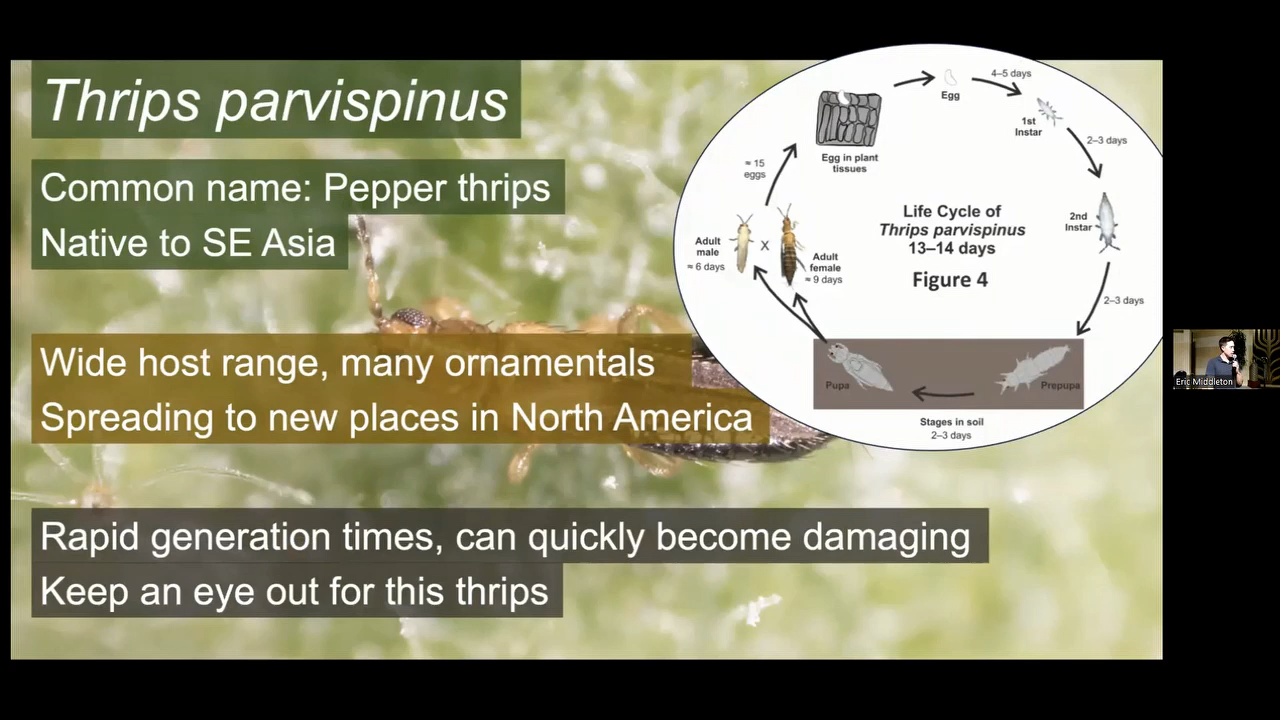 Thrips parvispinus
Common name: Pepper thrips
Native to SE Asia
Wide host range, many ornamentals
Spreading to new places in North America
Rapid generation times, can quickly become damaging
Keep an eye out for this thrips
Egg
4–5 days
1st
Instar
2–3 days
2nd
Instar
2–3 days
Prepupa
Pupa
Stages in soil
2–3 days
Adult
male
≈ 6 days
X
Adult
female
≈ 9 days
≈ 15
eggs
Egg in plant
tissues
Life Cycle of
Thrips parvispinus
13–14 days
Figure 4
Eric Middleton